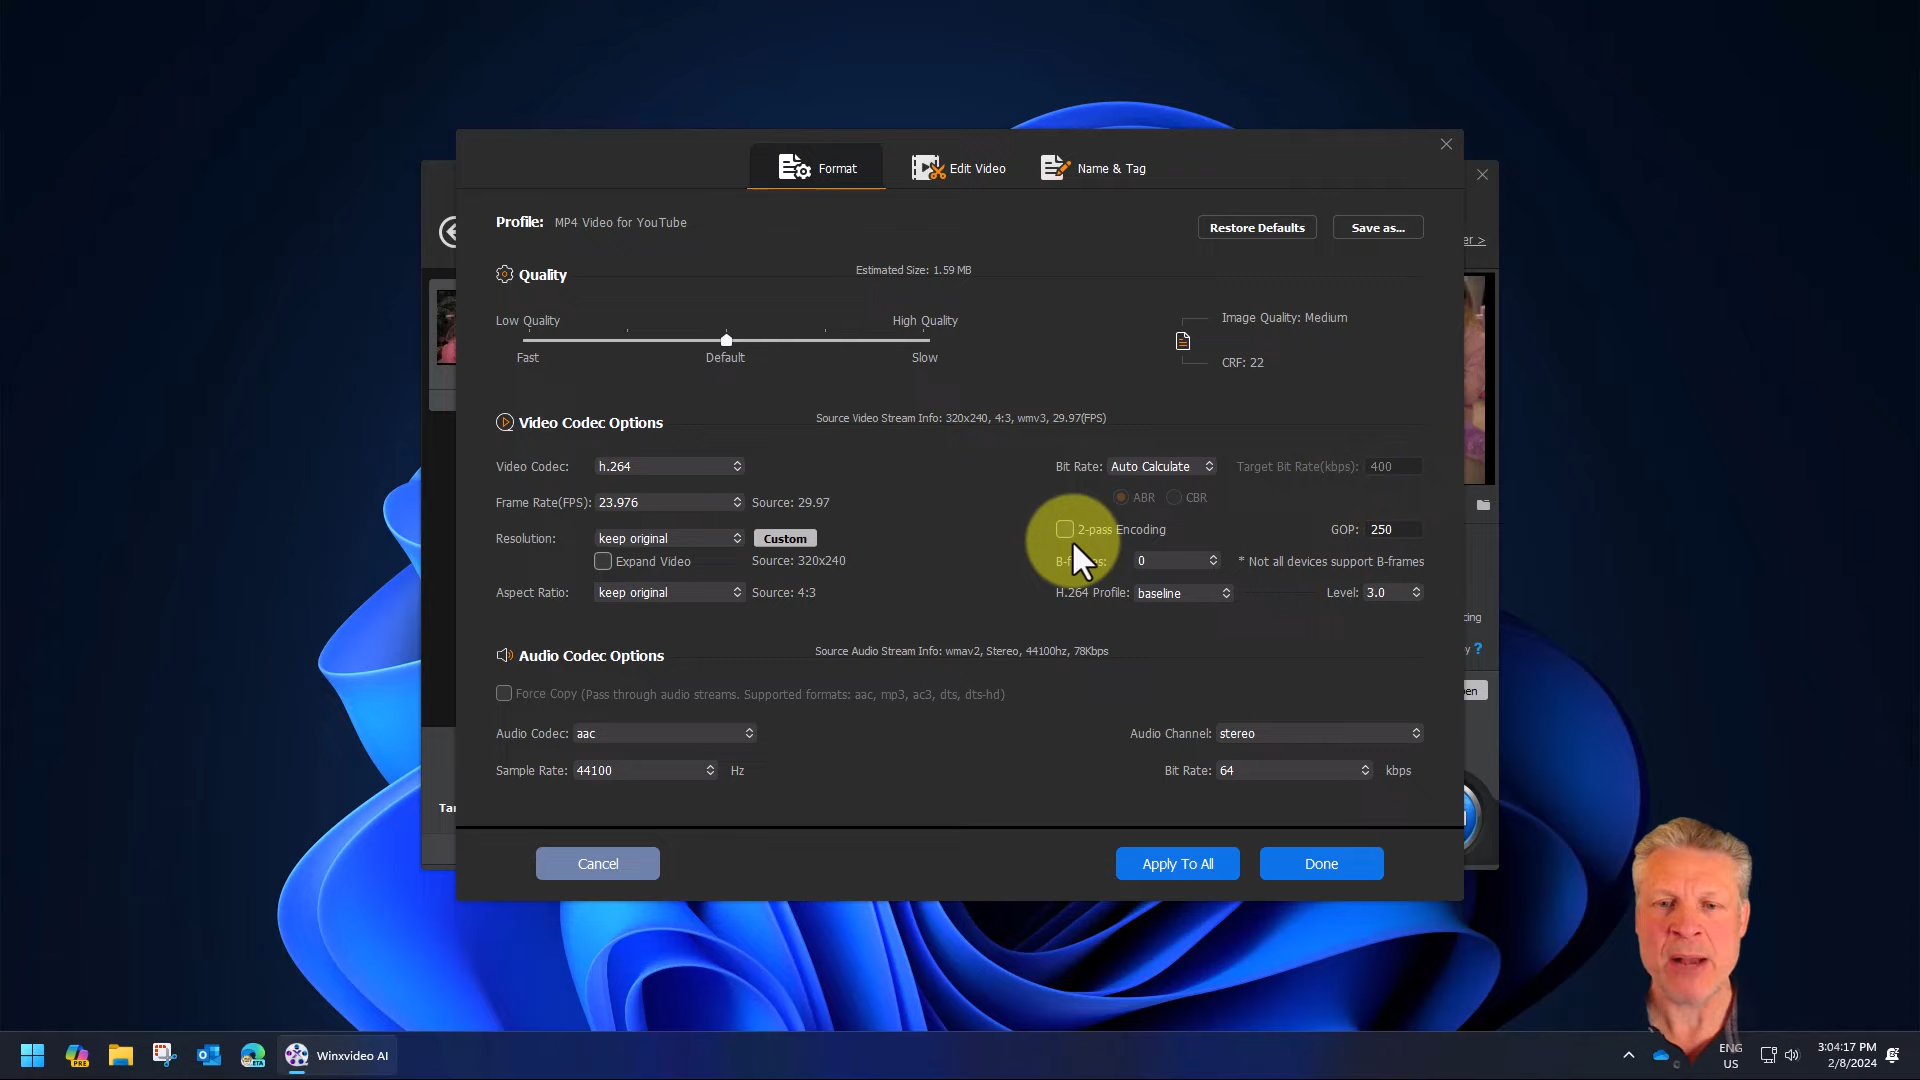 Format
Edit Video
Name & Tag
Profile: MP4 Video for YouTube
Restore Defaults
Save as...
er >
Quality
Estimated Size: 1.59 MB
Low Quality
High Quality
Fast
Default
Slow
Image Quality: Medium
CRF: 22
Video Codec Options
Source Video Stream Info: 320x240, 4:3, wmv3, 29.97(FPS)
Video Codec: h.264
Bit Rate: Auto Calculate
Target Bit Rate(kbps): 400
Frame Rate(FPS): 23.976
Source: 29.97
ABR
CBR
Resolution: keep original
Custom
2-pass Encoding
GOP: 250
Expand Video
Source: 320x240
B-frames: 0
* Not all devices support B-frames
Aspect Ratio: keep original
Source: 4:3
H.264 Profile: baseline
Level: 3.0
cing
y ?
Audio Codec Options
Source Audio Stream Info: wmav2, Stereo, 44100hz, 78Kbps
Force Copy (Pass through audio streams. Supported formats: aac, mp3, ac3, dts, dts-hd)
en
Audio Codec: aac
Audio Channel: stereo
Sample Rate: 44100 Hz
Bit Rate: 64 kbps
Tar
Cancel
Apply To All
Done
PRE
BETA
Winxvideo AI
ENG
US
3:04:17 PM
2/8/2024